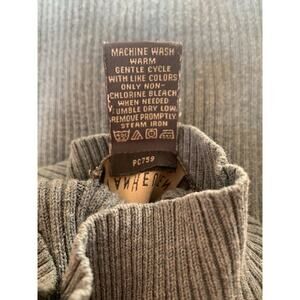 MACHINE WASH
WARM
GENTLE CYCLE
WITH LIKE COLORS
ONLY NON-
CHLORINE BLEACH
WHEN NEEDED
TUMBLE DRY LOW.
REMOVE PROMPTLY
STEAM IRON
PC759